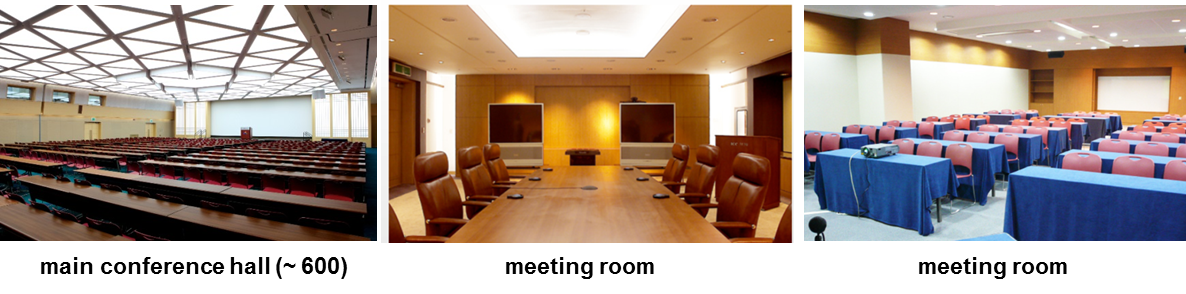 main conference hall (~ 600)
meeting room
meeting room